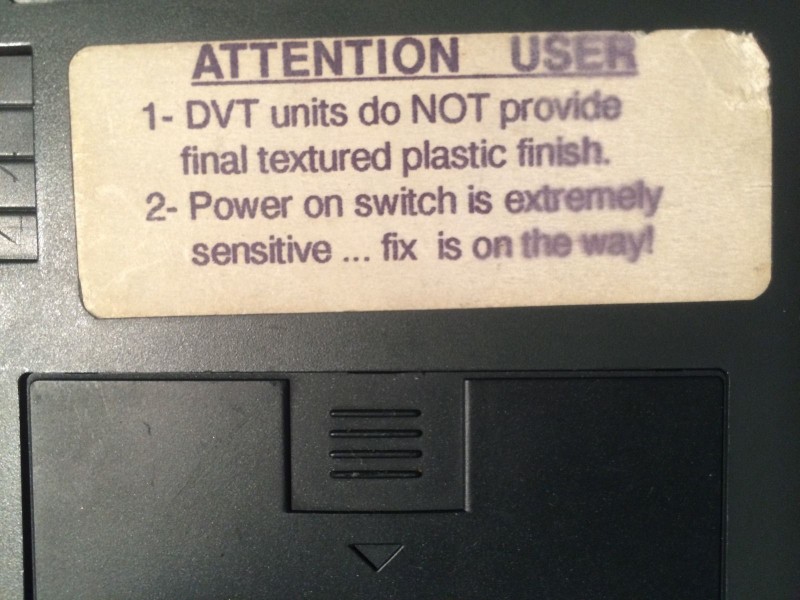 ATTENTION USER
1- DVT units do NOT provide
final textured plastic finish.
2- Power on switch is extremely
sensitive ... fix is on the way!